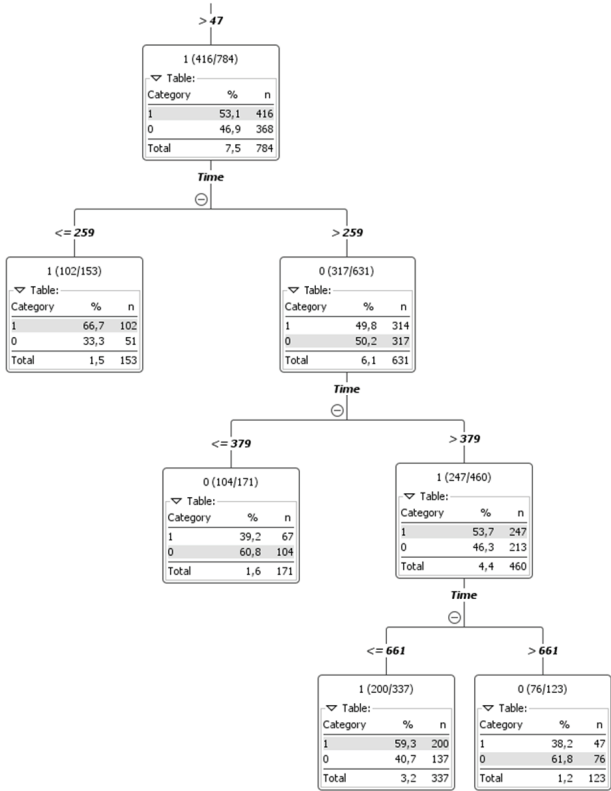 > 47
1 (416/784)
Table:
Category % n
1 53,1 416
0 46,9 368
Total 7,5 784
Time
<= 259
> 259
1 (102/153)
Table:
Category % n
1 66,7 102
0 33,3 51
Total 1,5 153
0 (317/631)
Table:
Category % n
1 49,8 314
0 50,2 317
Total 6,1 631
Time
<= 379
> 379
0 (104/171)
Table:
Category % n
1 39,2 67
0 60,8 104
Total 1,6 171
1 (247/460)
Table:
Category % n
1 53,7 247
0 46,3 213
Total 4,4 460
Time
<= 661
> 661
1 (200/337)
Table:
Category % n
1 59,3 200
0 40,7 137
Total 3,2 337
0 (76/123)
Table:
Category % n
1 38,2 47
0 61,8 76
Total 1,2 123